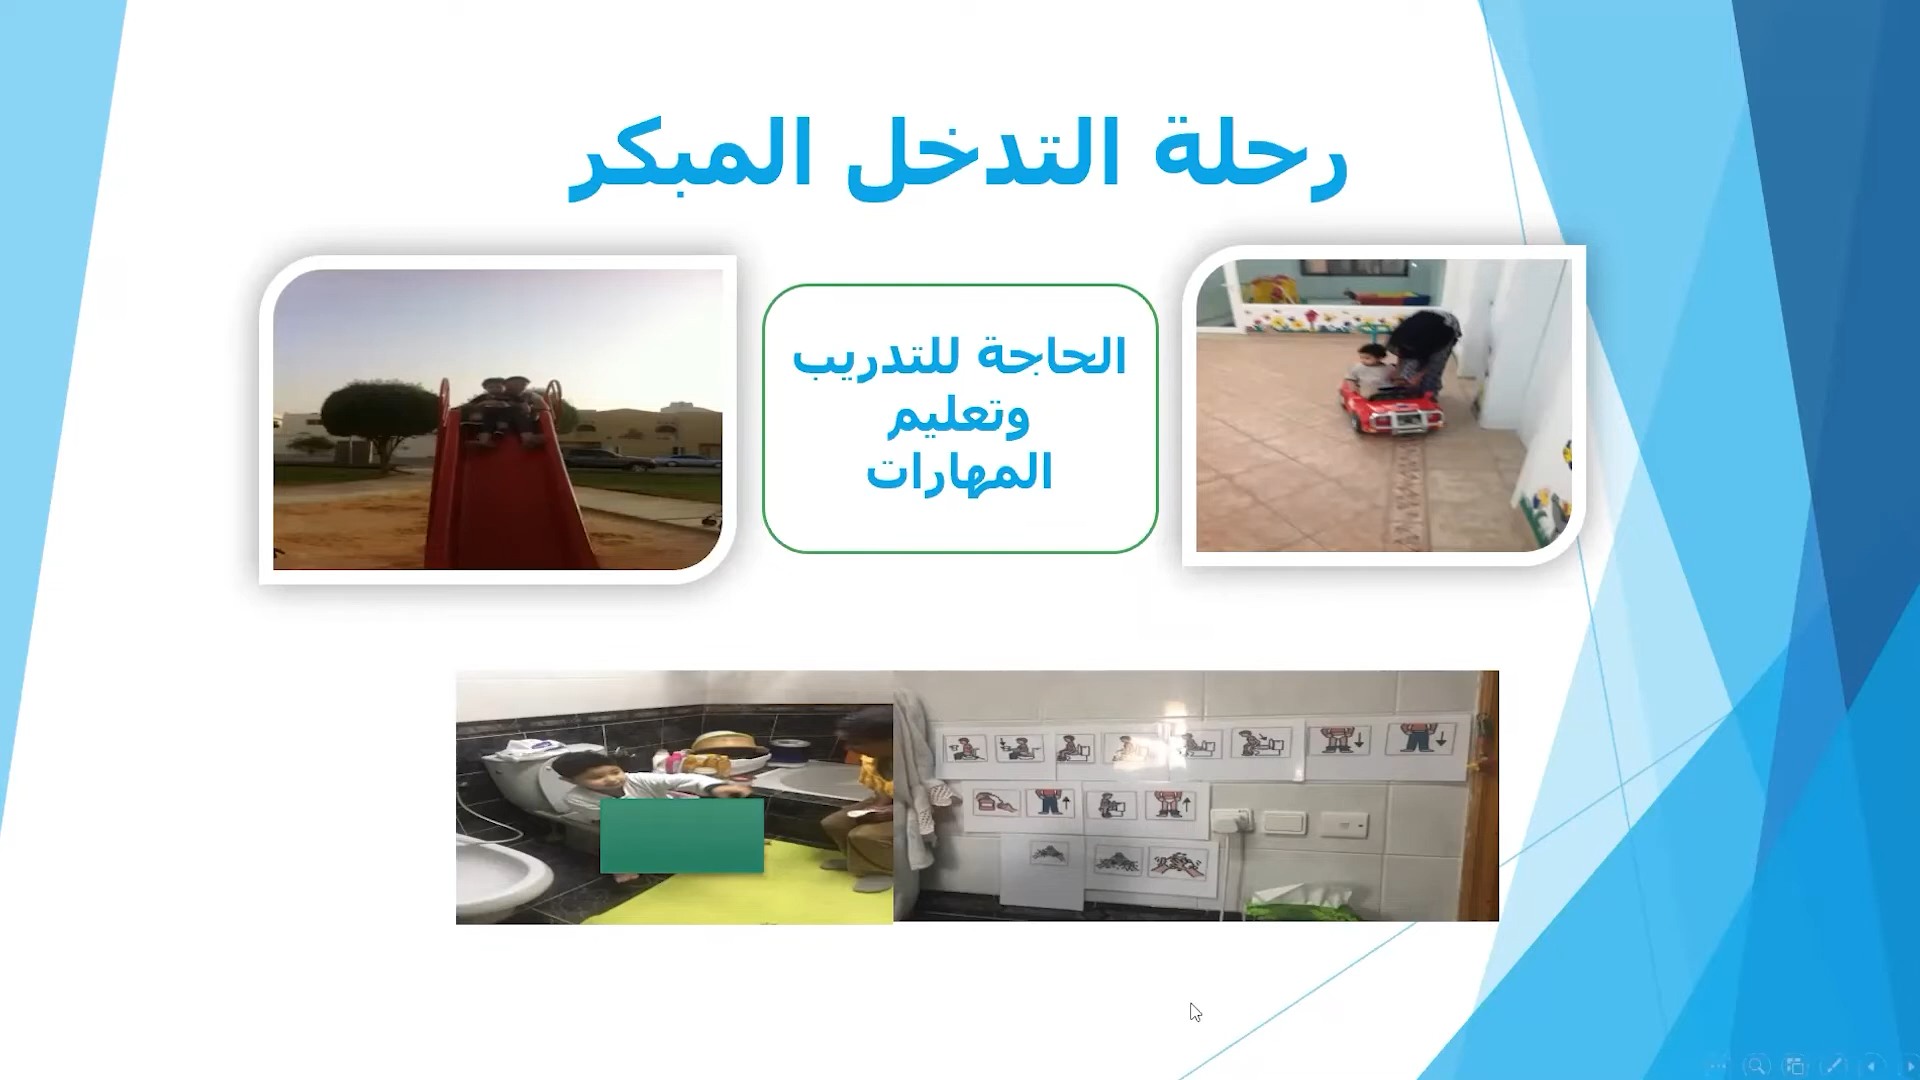 رحلة التدخل المبكر
الحاجة للتدريب
وتعليم
المهارات